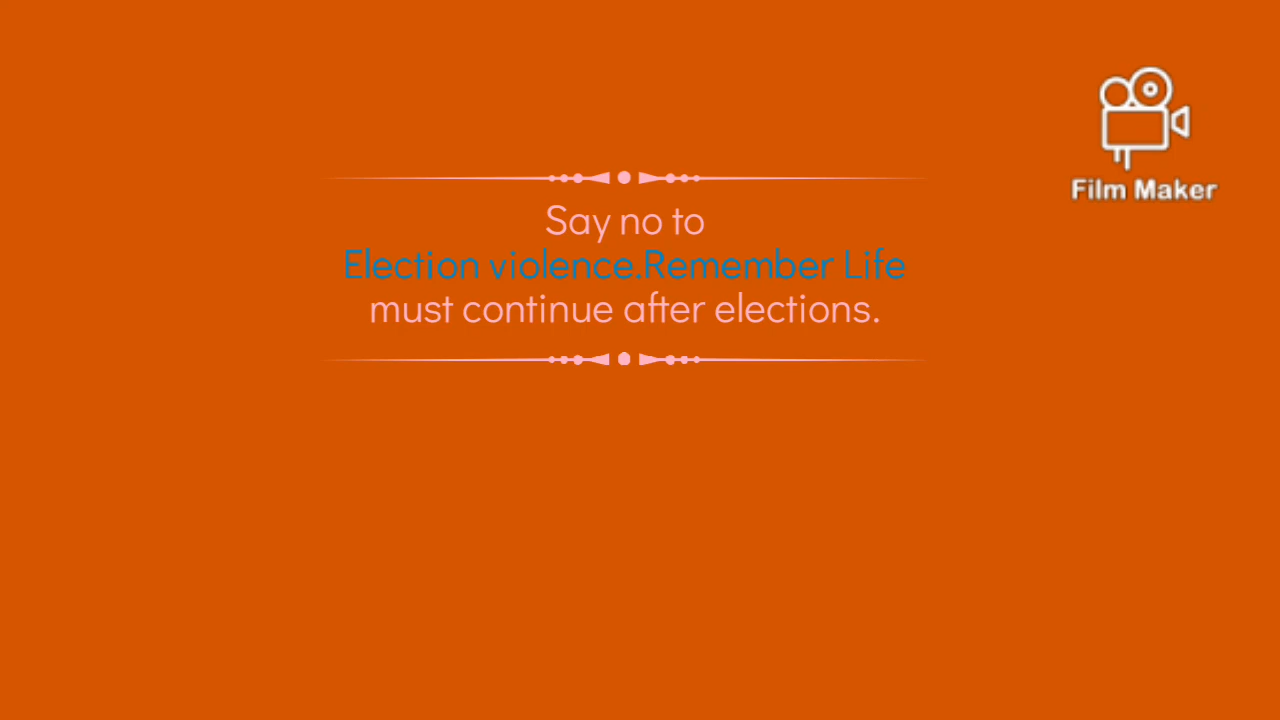 Film Maker
Say no to
Election violence.Remember Life
must continue after elections.